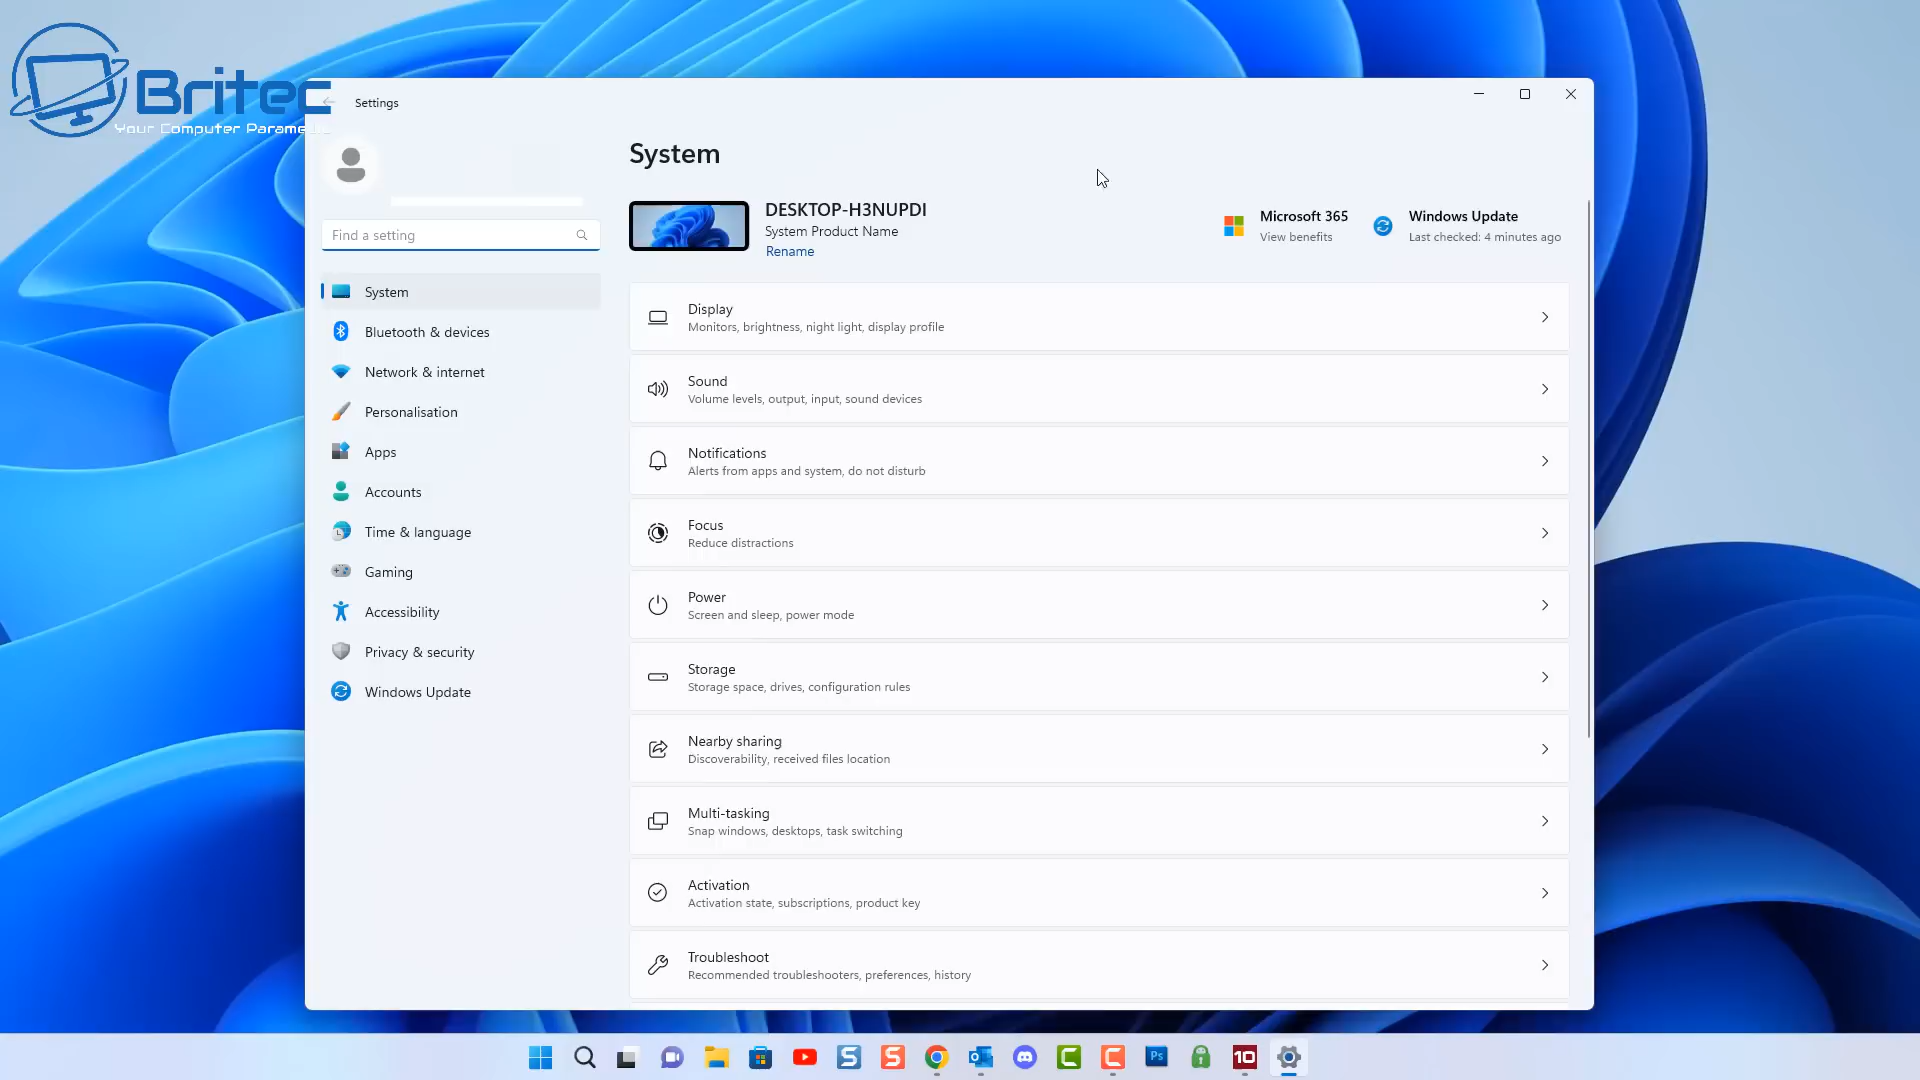 Britec
Your Computer Parame
Settings
Find a setting
System
Bluetooth & devices
Network & internet
Personalisation
Apps
Accounts
Time & language
Gaming
Accessibility
Privacy & security
Windows Update
System
DESKTOP-H3NUPDI
System Product Name
Rename
Microsoft 365
View benefits
Windows Update
Last checked: 4 minutes ago
Display
Monitors, brightness, night light, display profile
Sound
Volume levels, output, input, sound devices
Notifications
Alerts from apps and system, do not disturb
Focus
Reduce distractions
Power
Screen and sleep, power mode
Storage
Storage space, drives, configuration rules
Nearby sharing
Discoverability, received files location
Multi-tasking
Snap windows, desktops, task switching
Activation
Activation state, subscriptions, product key
Troubleshoot
Recommended troubleshooters, preferences, history
S S C C Ps 10